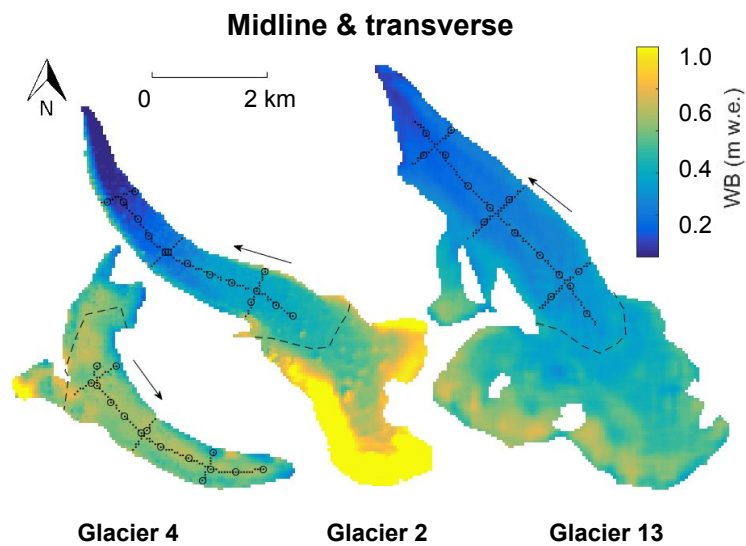 Midline & transverse
N
0 2 km
1.0
0.6
0.4
0.2
WB (m w.e.)
Glacier 4 Glacier 2 Glacier 13